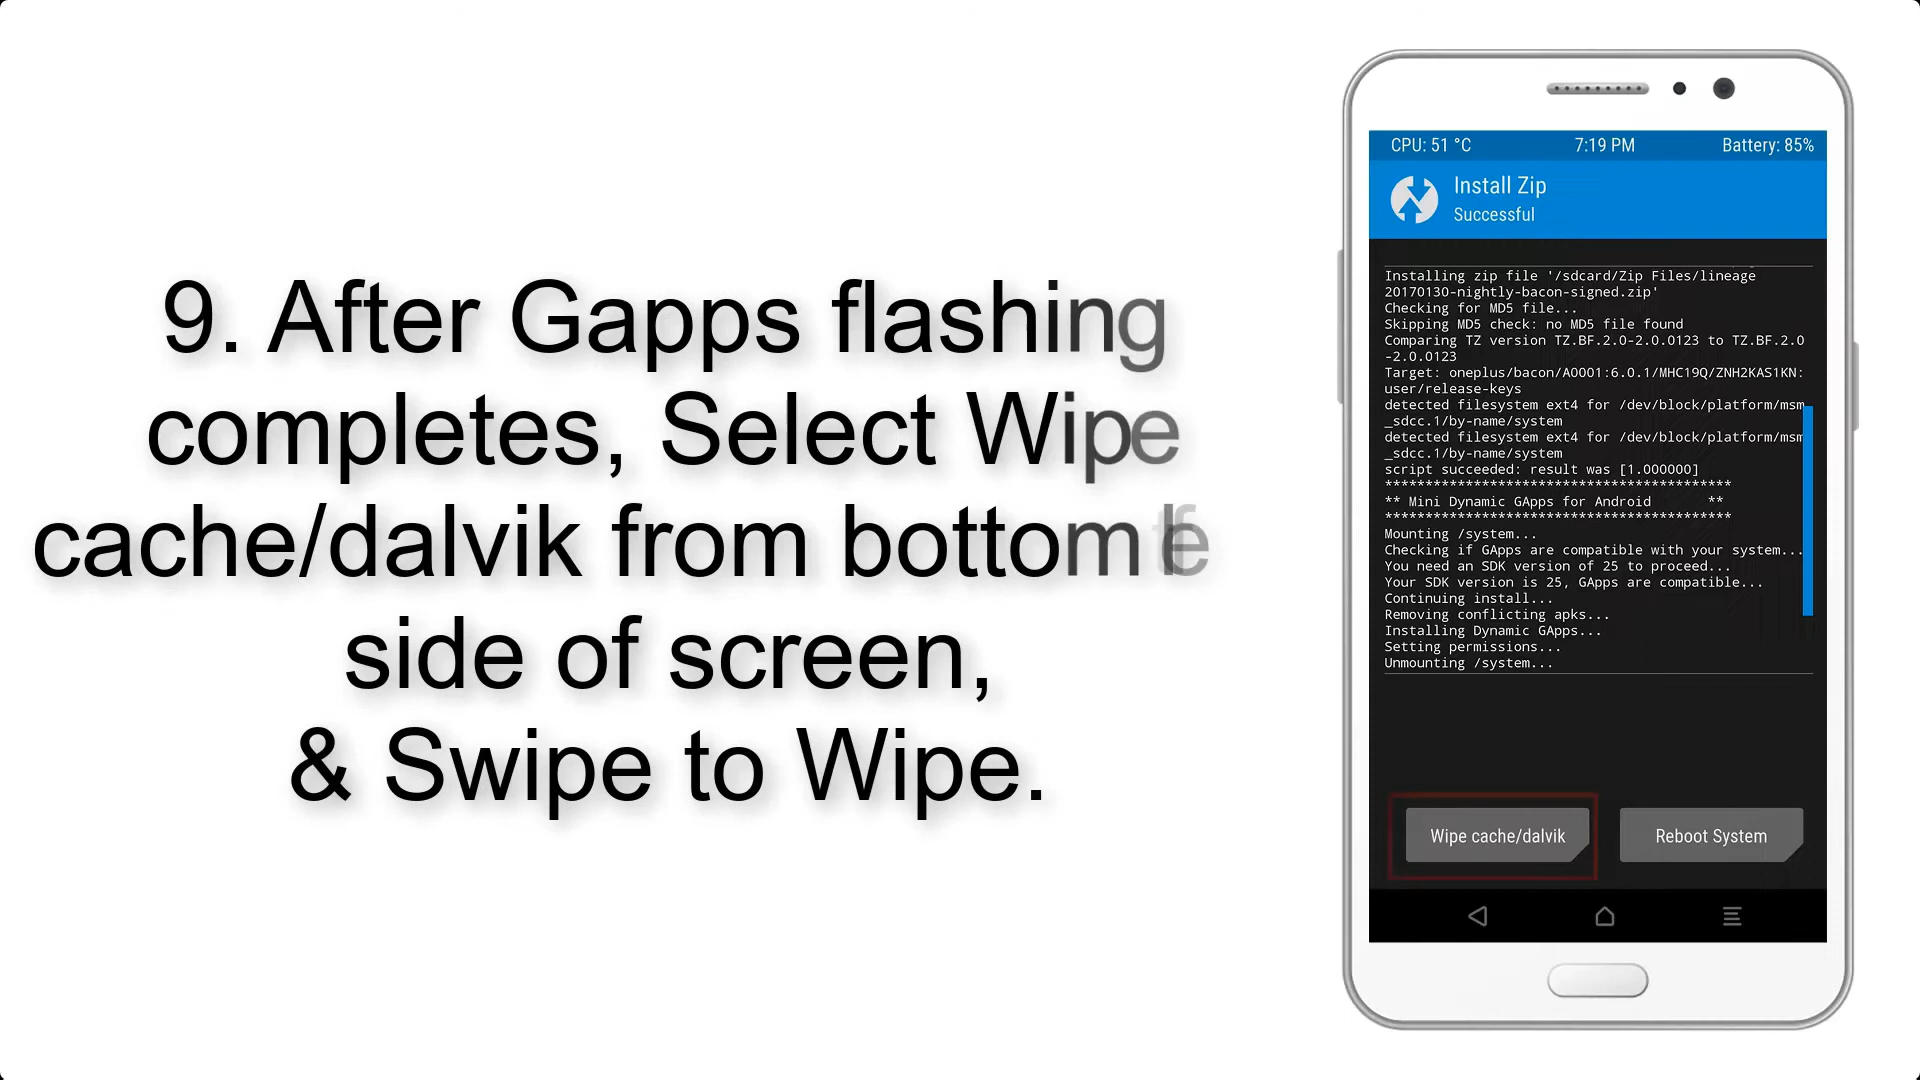 9. After Gapps flashing
completes, Select Wipe
cache/dalvik from bottom
side of screen,
& Swipe to Wipe.
CPU: 51 °C 7:19 PM Battery: 85%
Install Zip
Successful
Installing zip file '/sdcard/Zip Files/lineage
20170130-nightly-bacon-signed.zip'
Checking for MD5 file...
Skipping MD5 check: no MD5 file found
Comparing TZ version TZ.BF.2.0-2.0.0123 to TZ.BF.2.0
-2.0.0123
Target: oneplus/bacon/A0001:6.0.1/MHC19Q/ZNH2KAS1KN:
user/release-keys
detected filesystem ext4 for /dev/block/platform/msm
_sdcc.1/by-name/system
detected filesystem ext4 for /dev/block/platform/msm
_sdcc.1/by-name/system
script succeeded: result was [1.000000]
******************************************
** Mini Dynamic GApps for Android **
******************************************
Mounting /system...
Checking if GApps are compatible with your system...
You need an SDK version of 25 to proceed...
Your SDK version is 25, GApps are compatible...
Continuing install...
Removing conflicting apks...
Installing Dynamic GApps...
Setting permissions...
Unmounting /system...
Wipe cache/dalvik Reboot System